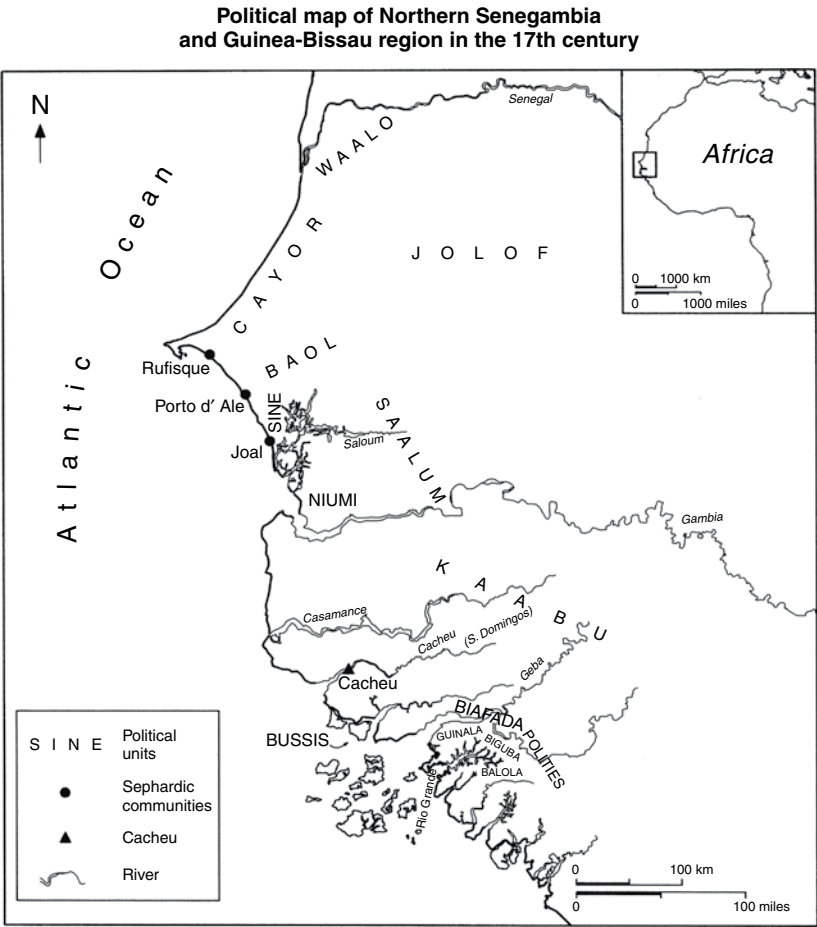 Political map of Northern Senegambia
and Guinea-Bissau region in the 17th century
N
Senegal
WAALO
Africa
0 1000 km
0 1000 miles
Atlantic Ocean
CAYOR
JOLOF
BAOL
Rufisque
Porto d' Ale
SINE
Joal
SAALUM
Saloum
NIUMI
Gambia
KAABU
Casamance
Cacheu (S. Domingos)
Cacheu
Geba
BUSSIS
BIAFADA POLITIES
GUINALA
BIGUBA
BALOLA
Rio Grande
SINE Political
units
Sephardic
communities
Cacheu
River
0 100 km
0 100 miles